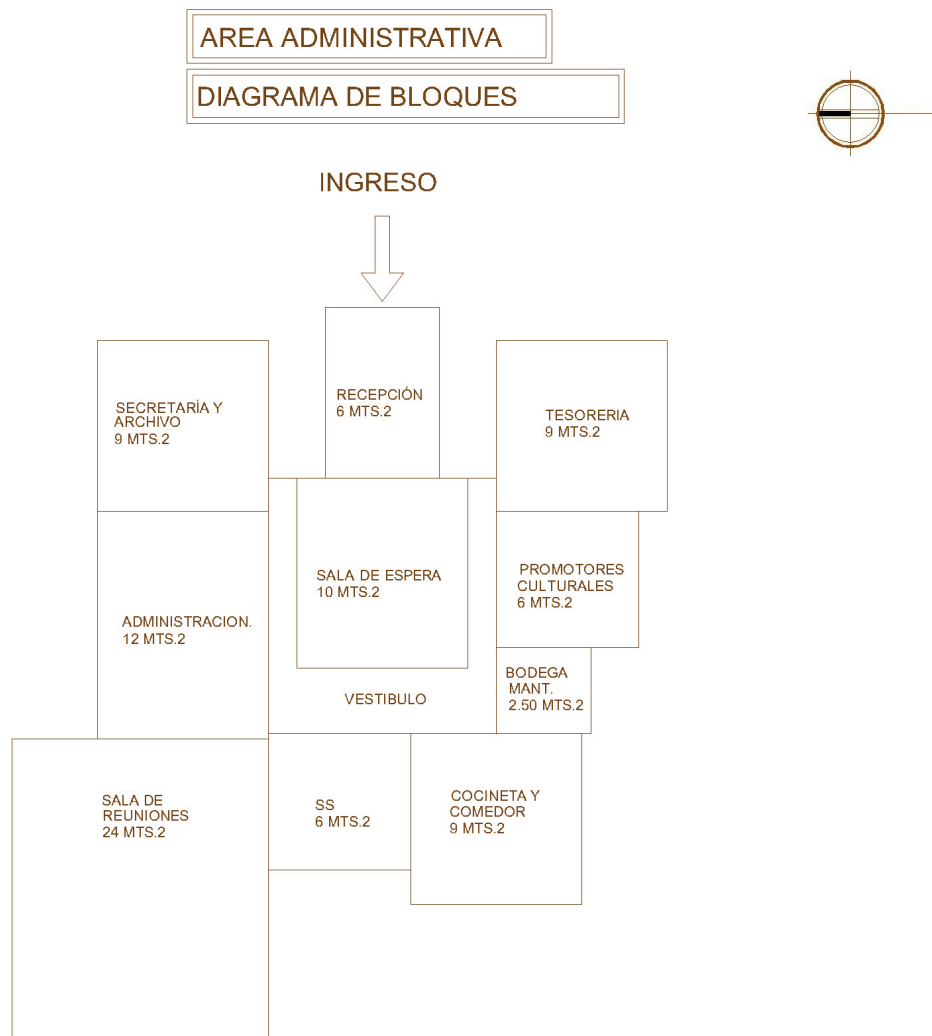 AREA ADMINISTRATIVA
DIAGRAMA DE BLOQUES
INGRESO
RECEPCIÓN
6 MTS.2
SECRETARÍA Y
ARCHIVO
9 MTS.2
TESORERIA
9 MTS.2
SALA DE ESPERA
10 MTS.2
PROMOTORES
CULTURALES
6 MTS.2
ADMINISTRACION.
12 MTS.2
BODEGA
MANT.
2.50 MTS.2
VESTIBULO
SALA DE
REUNIONES
24 MTS.2
SS
6 MTS.2
COCINETA Y
COMEDOR
9 MTS.2